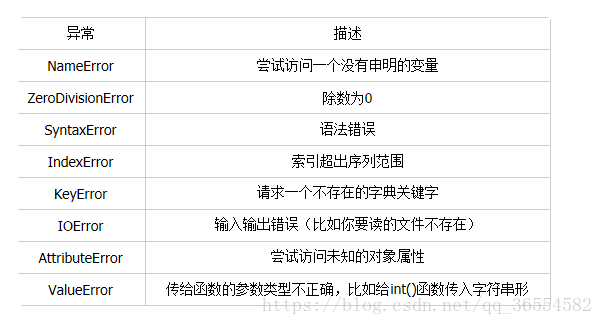 异常 描述
NameError 尝试访问一个没有申明的变量
ZeroDivisionError 除数为0
SyntaxError 语法错误
IndexError 索引超出序列范围
KeyError 请求一个不存在的字典关键字
IOError 输入输出错误（比如你要读的文件不存在）
AttributeError 尝试访问未知的对象属性
ValueError 传给函数的参数类型不正确，比如给int()函数传入字符串形
https://blog.csdn.net/qq_36554582